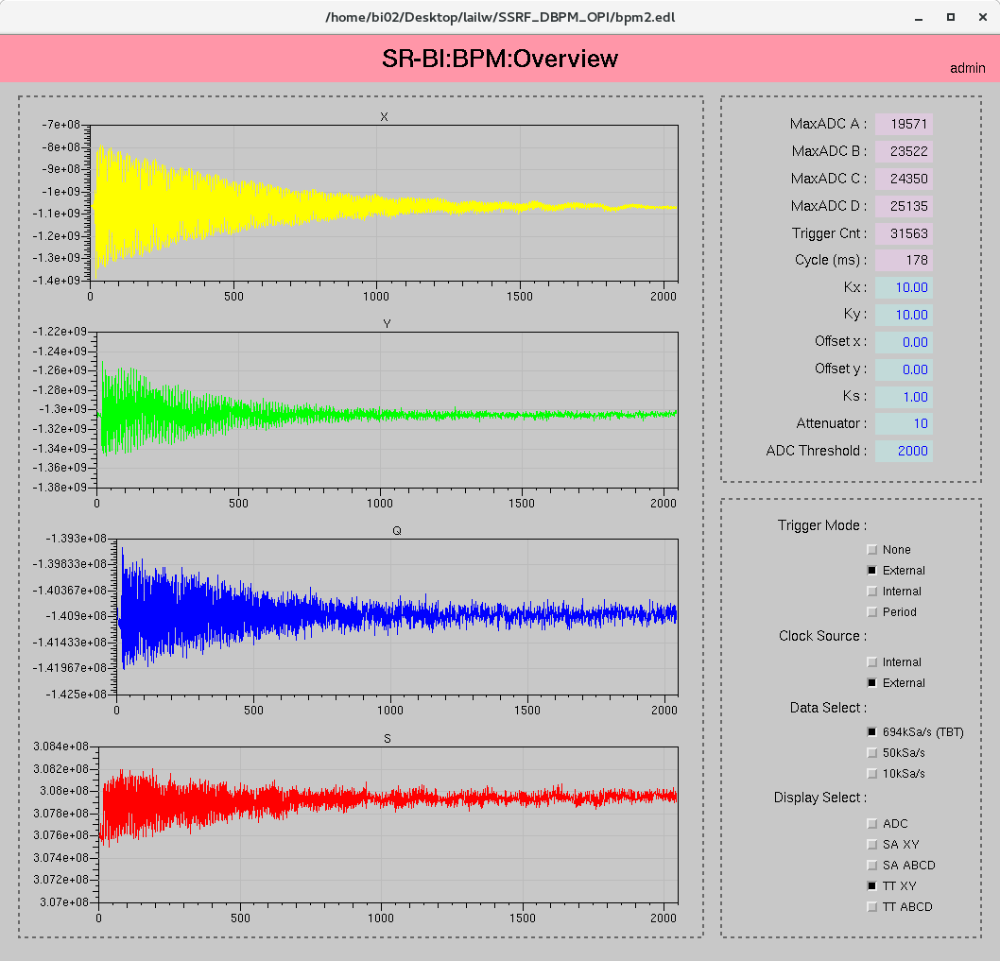 /home/bi02/Desktop/lailw/SSRF_DBPM_OPI/bpm2.edl
SR-BI:BPM:Overview
admin
X
-7e+08
-8e+08
-9e+08
-1e+09
-1.1e+09
-1.2e+09
-1.3e+09
-1.4e+09
0 500 1000 1500 2000
Y
-1.22e+09
-1.24e+09
-1.26e+09
-1.28e+09
-1.3e+09
-1.32e+09
-1.34e+09
-1.36e+09
-1.38e+09
0 500 1000 1500 2000
Q
-1.393e+08
-1.39833e+08
-1.40367e+08
-1.409e+08
-1.41433e+08
-1.41967e+08
-1.425e+08
0 500 1000 1500 2000
S
3.084e+08
3.082e+08
3.08e+08
3.078e+08
3.076e+08
3.074e+08
3.072e+08
3.07e+08
0 500 1000 1500 2000
MaxADC A : 19571
MaxADC B : 23522
MaxADC C : 24350
MaxADC D : 25135
Trigger Cnt : 31563
Cycle (ms) : 178
Kx : 10.00
Ky : 10.00
Offset x : 0.00
Offset y : 0.00
Ks : 1.00
Attenuator : 10
ADC Threshold : 2000
Trigger Mode :
None
External
Internal
Period
Clock Source :
Internal
External
Data Select :
694kSa/s (TBT)
50kSa/s
10kSa/s
Display Select :
ADC
SA XY
SA ABCD
TT XY
TT ABCD